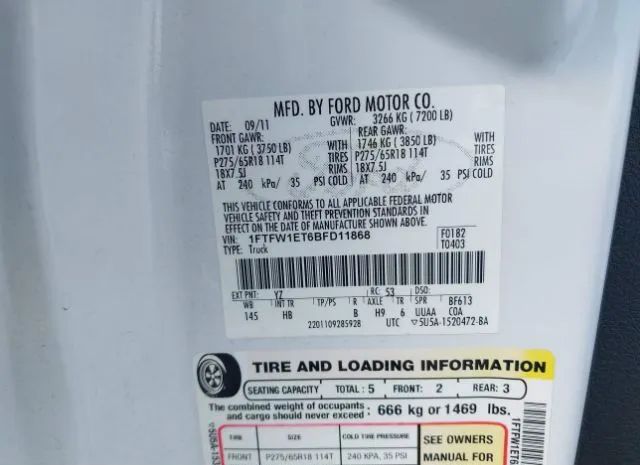 MFD. BY FORD MOTOR CO.
DATE: 09/11 GVWR: 3266 KG ( 7200 LB)
FRONT GAWR: REAR GAWR:
1701 KG ( 3750 LB) WITH 1746 KG ( 3850 LB) WITH
P275/65R18 114T TIRES P275/65R18 114T TIRES
18X7.5J RIMS 18X7.5J RIMS
AT 240 kPa/ 35 PSI COLD AT 240 kPa/ 35 PSI COLD
THIS VEHICLE CONFORMS TO ALL APPLICABLE FEDERAL MOTOR
VEHICLE SAFETY AND THEFT PREVENTION STANDARDS IN
EFFECT ON THE DATE OF MANUFACTURE SHOWN ABOVE.
VIN: 1FTFW1ET6BFD11868 F0182
TYPE: Truck T0403
EXT PNT: YZ RC: 53 DSO:
WB INT TR TP/PS R AXLE TR SPR BF613
145 HB B H9 6 UUAA COA
2201109285928 UTC ▽5U5A-1520472-BA
TIRE AND LOADING INFORMATION
SEATING CAPACITY TOTAL : 5 FRONT: 2 REAR: 3
The combined weight of occupants and cargo should never exceed : 666 kg or 1469 lbs.
TIRE SIZE COLD TIRE PRESSURE SEE OWNERS
FRONT P275/65R18 114T 240 KPA, 35 PSI MANUAL FOR
1FTFW1ET6